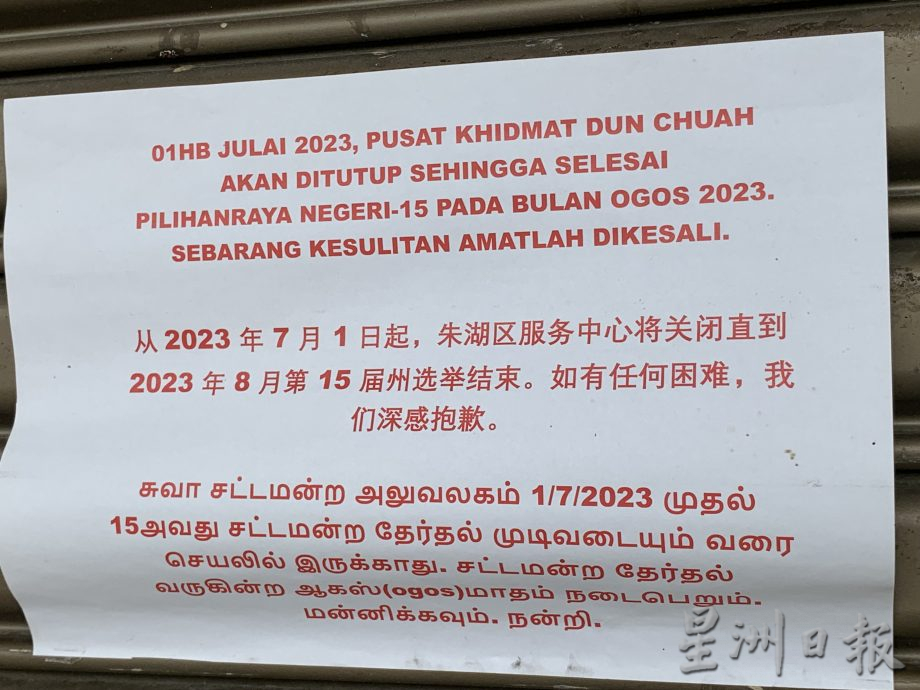 01HB JULAI 2023, PUSAT KHIDMAT DUN CHUAH
AKAN DITUTUP SEHINGGA SELESAI
PILIHANRAYA NEGERI-15 PADA BULAN OGOS 2023.
SEBARANG KESULITAN AMATLAH DIKESALI.
从 2023 年 7 月 1 日起，朱湖区服务中心将关闭直到
2023 年 8 月第 15 届州选举结束。如有任何困难，我
们深感抱歉。
சுவா சட்டமன்ற அலுவலகம் 1/7/2023 முதல்
15அவது சட்டமன்ற தேர்தல் முடிவடையும் வரை
செயலில் இருக்காது. சட்டமன்ற தேர்தல்
வருகின்ற ஆகஸ்(ogos)மாதம் நடைபெறும்.
மன்னிக்கவும். நன்றி.
星洲日報